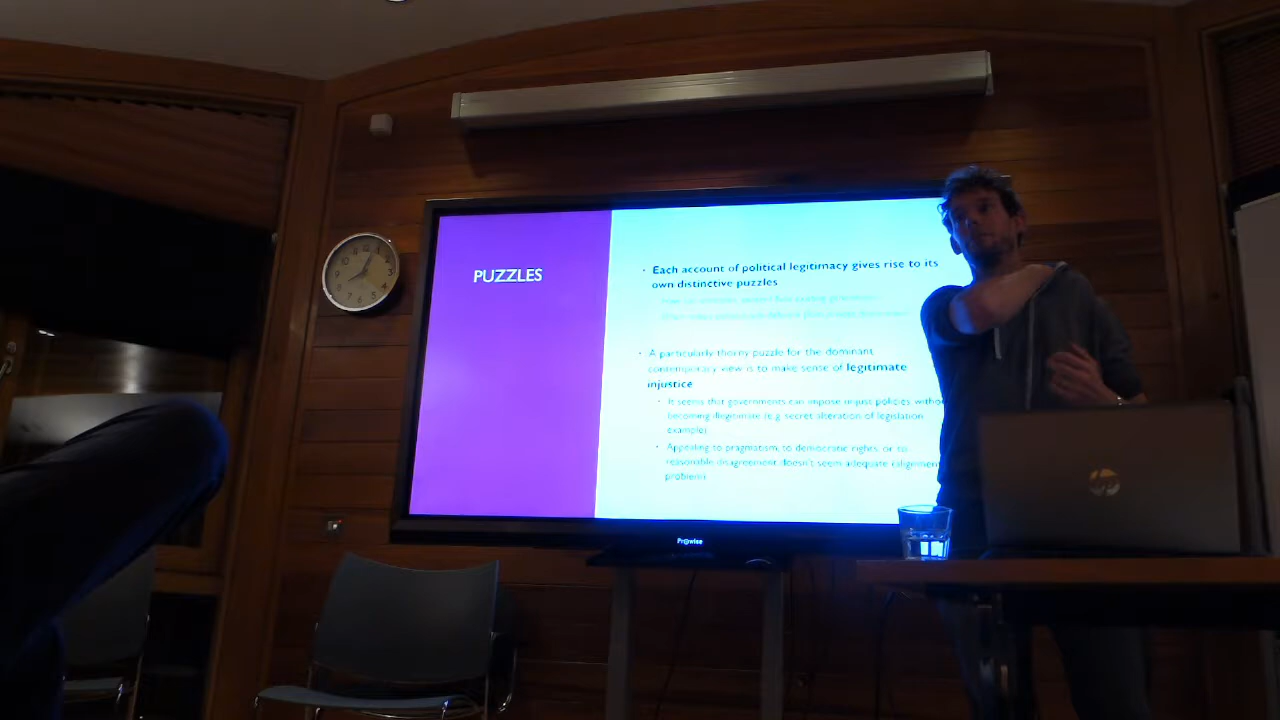 PUZZLES
Each account of political legitimacy gives rise to its
own distinctive puzzles
A particularly thorny puzzle for the dominant
contemporary view is to make sense of legitimate
injustice
It seems that governments can impose unjust policies
becoming illegitimate (e.g. secret alteration of legislation
example)
Appealing to pragmatism, to democratic rights, or to
reasonable disagreement doesn't seem adequate (alignment
problem)
Prowise
hp